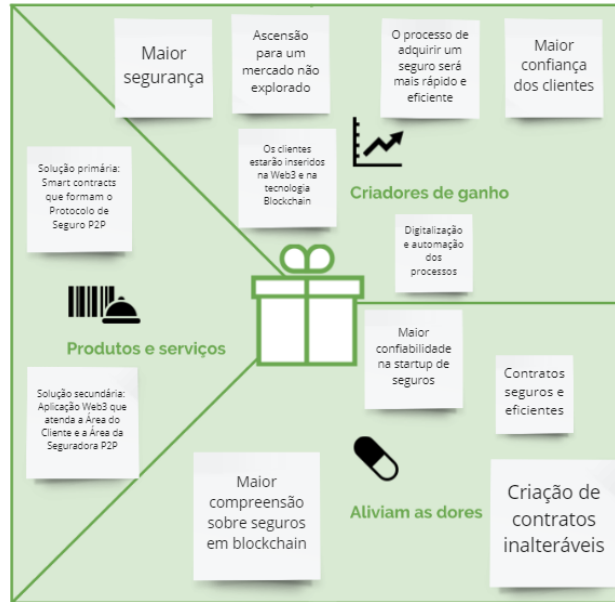 Maior
segurança
Ascensão
para um
mercado não
explorado
O processo de
adquirir um
seguro será
mais rápido e
eficiente
Maior
confiança
dos clientes
Os clientes
estarão inseridos
na Web3 e na
tecnologia
Blockchain
Criadores de ganho
Digitalização
e automação
dos
processos
Solução primária:
Smart contracts
que formam o
Protocolo de
Seguro P2P
Produtos e serviços
Solução secundária:
Aplicação Web3 que
atenda a Área do
Cliente e a Área da
Seguradora P2P
Maior
confiabilidade
na startup de
seguros
Contratos
seguros e
eficientes
Aliviam as dores
Maior
compreensão
sobre seguros
em blockchain
Criação de
contratos
inalteráveis